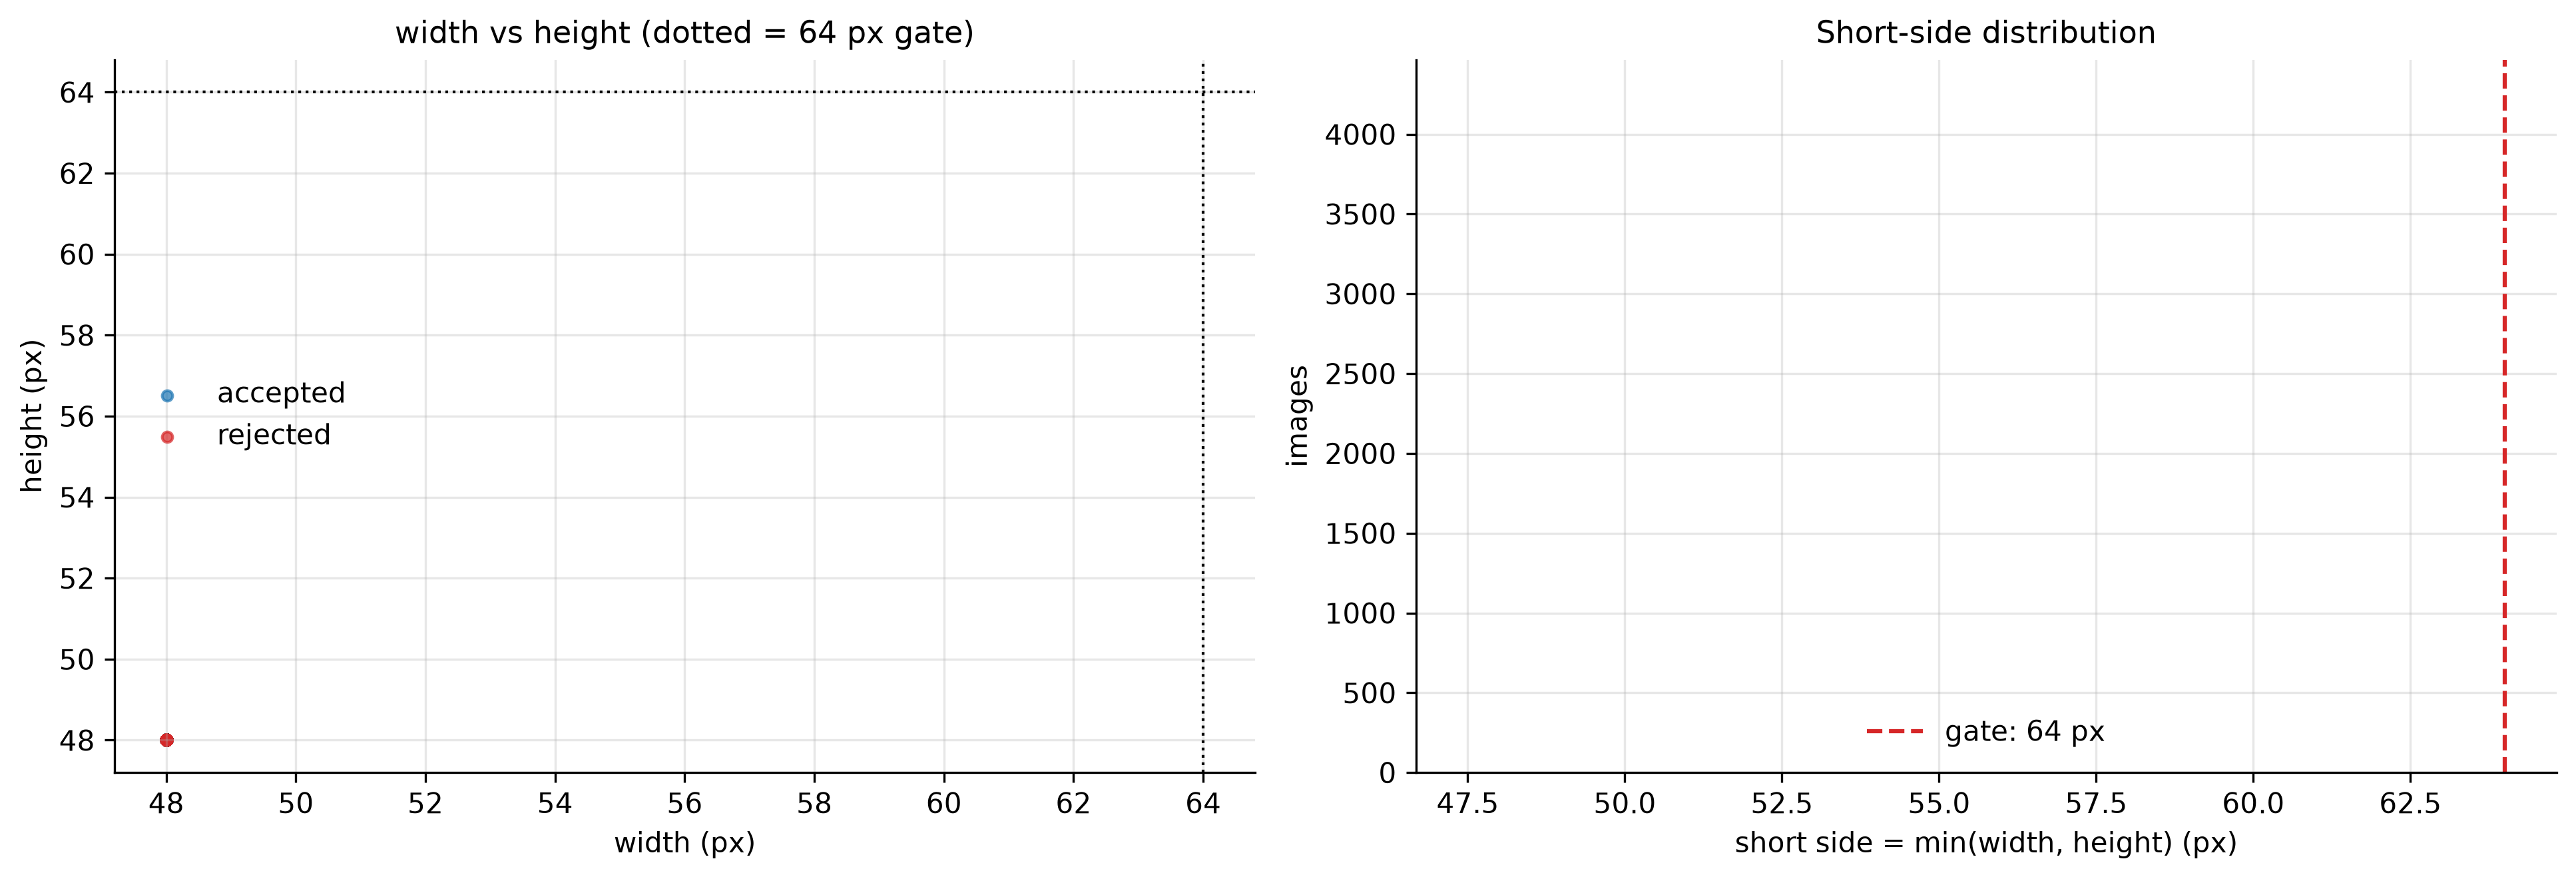 width vs height (dotted = 64 px gate)
64
62
60
58
56
54
52
50
48
height (px)
accepted
rejected
48 50 52 54 56 58 60 62 64
width (px)
Short-side distribution
4000
3500
3000
2500
2000
1500
1000
500
0
images
gate: 64 px
47.5 50.0 52.5 55.0 57.5 60.0 62.5
short side = min(width, height) (px)